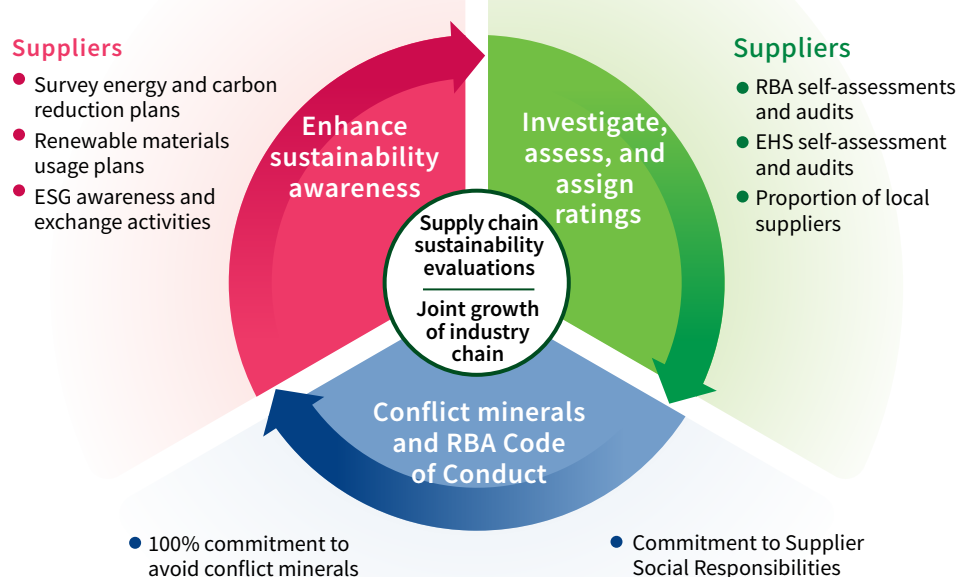 Suppliers
Survey energy and carbon
reduction plans
Renewable materials
usage plans
ESG awareness and
exchange activities
Enhance
sustainability
awareness
Investigate,
assess, and
assign
ratings
Suppliers
RBA self-assessments
and audits
EHS self-assessment
and audits
Proportion of local
suppliers
Supply chain
sustainability
evaluations
Joint growth
of industry
chain
Conflict minerals
and RBA Code
of Conduct
100% commitment to
avoid conflict minerals
Commitment to Supplier
Social Responsibilities